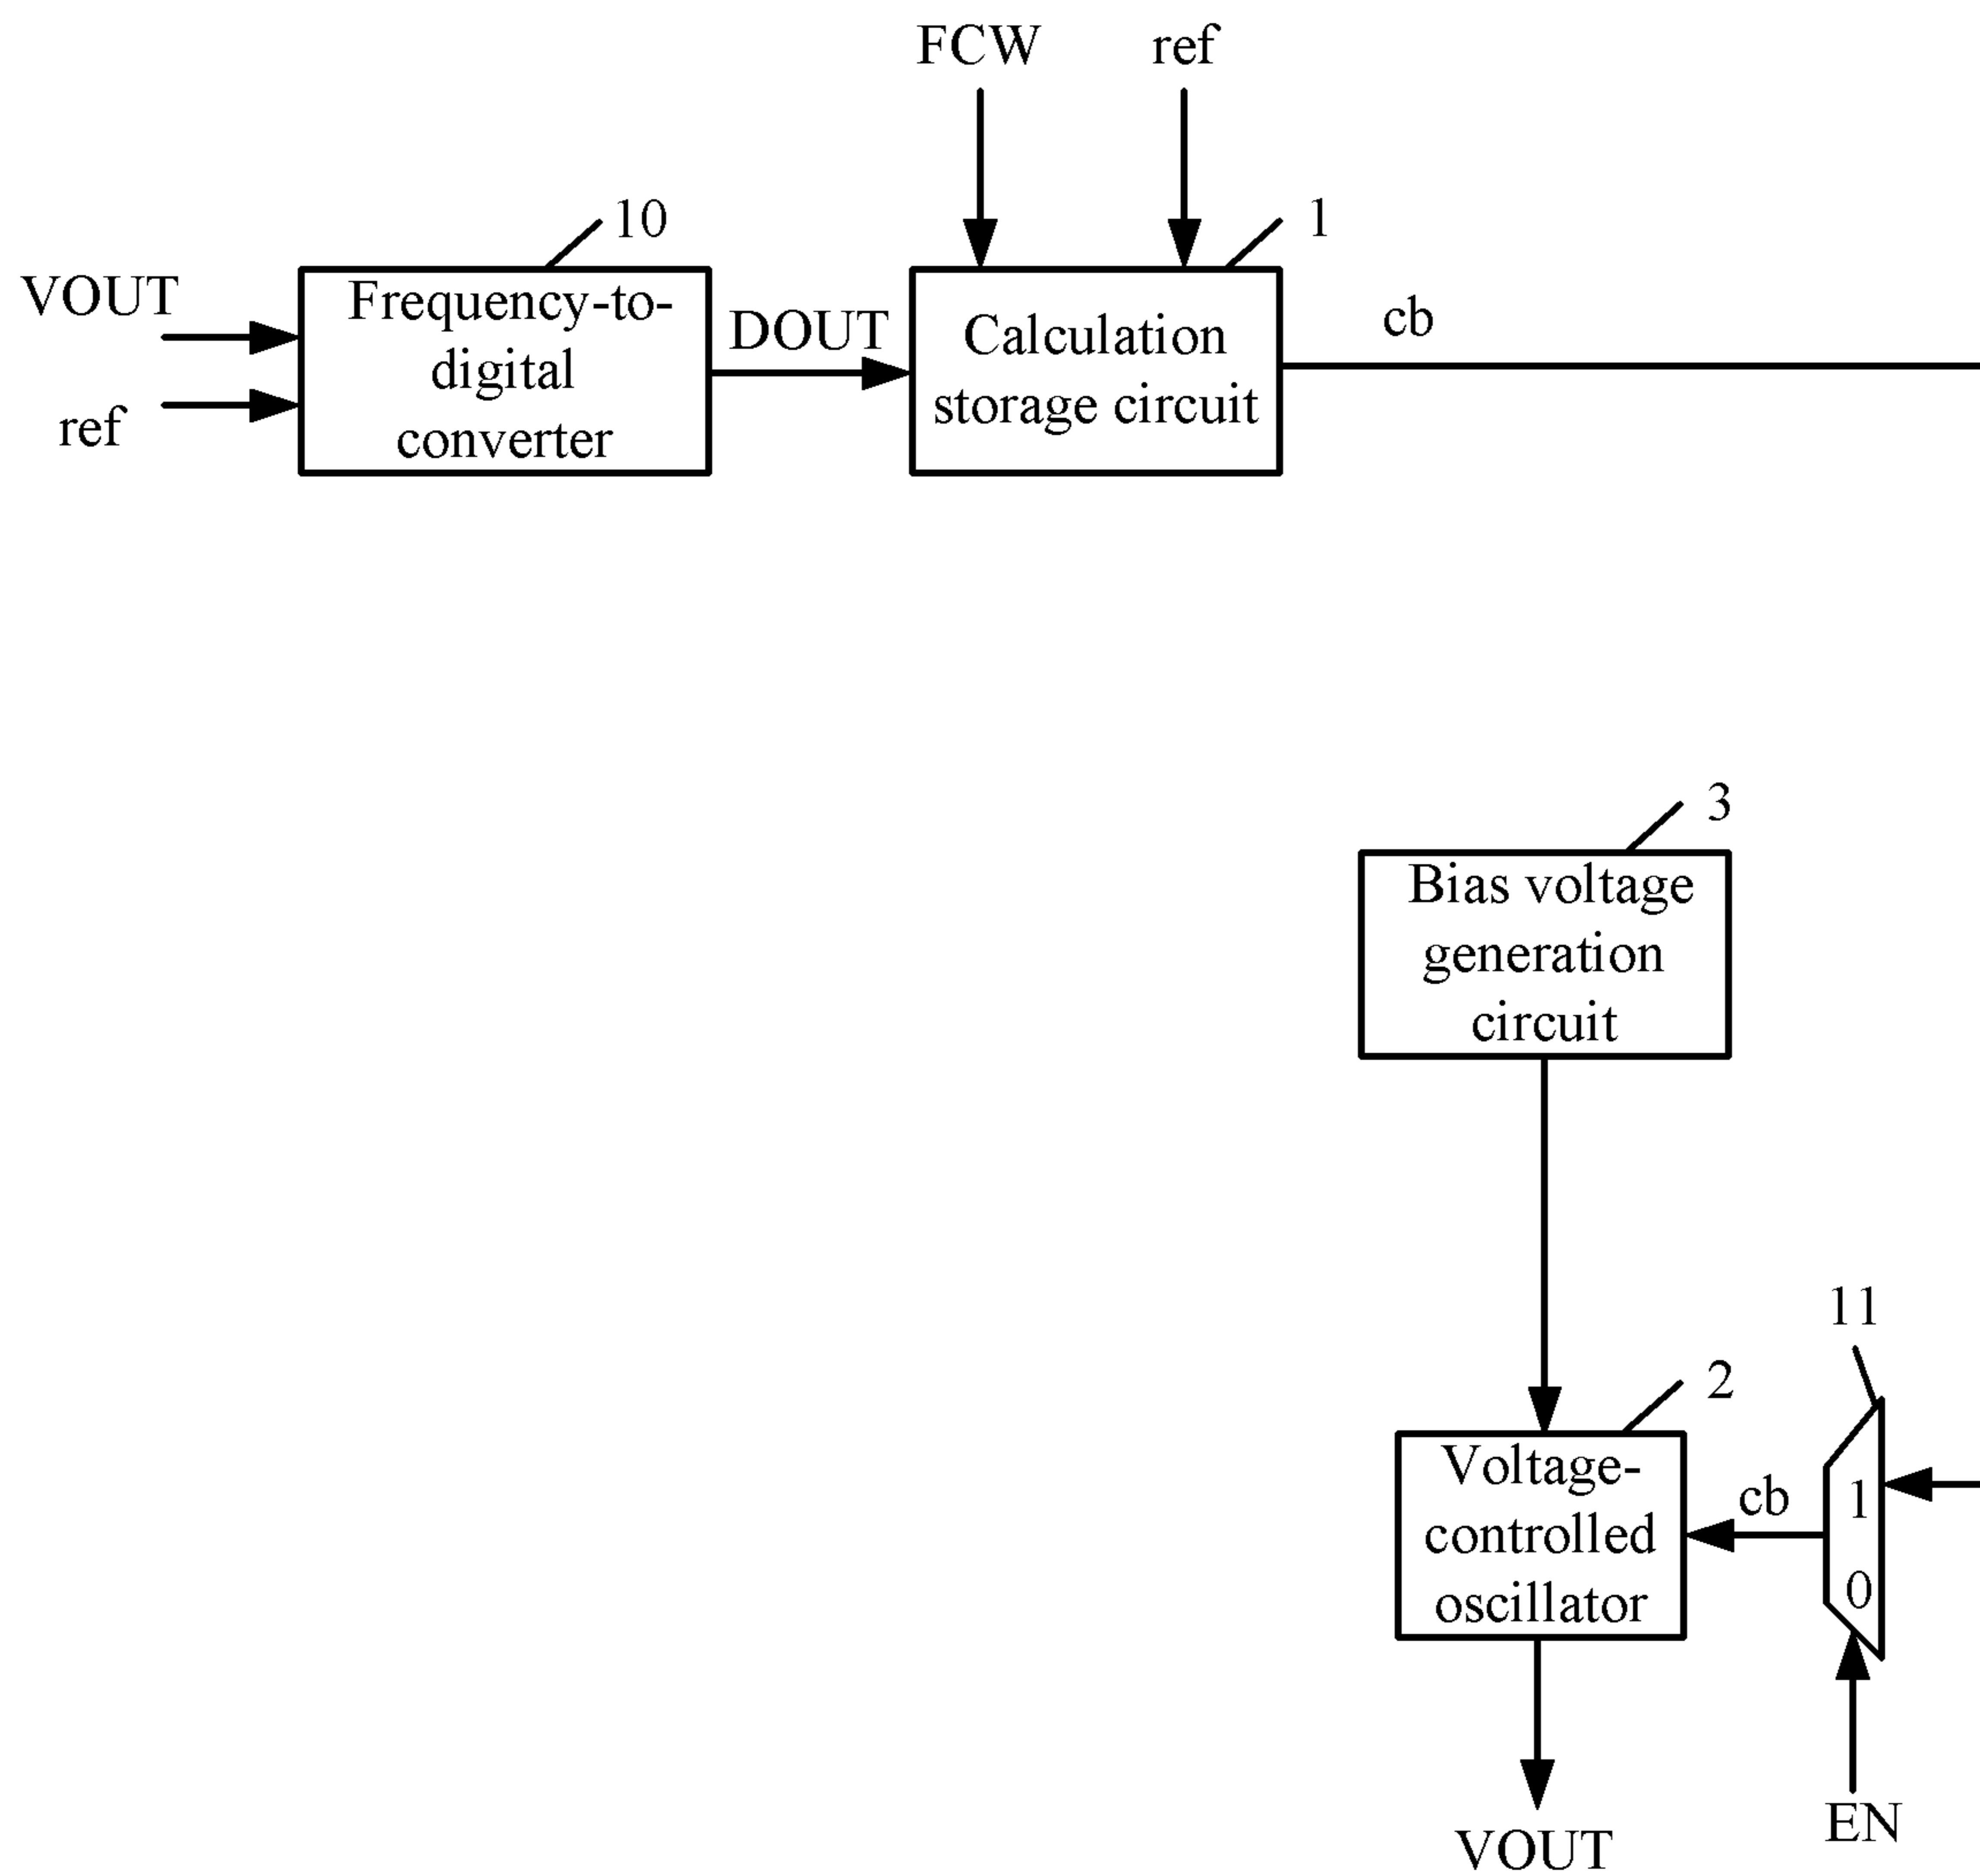 FCW
ref
10
1
VOUT
ref
Frequency-to-
digital
converter
DOUT
Calculation
storage circuit
cb
3
Bias voltage
generation
circuit
11
2
Voltage-
controlled
oscillator
cb
1
0
VOUT
EN